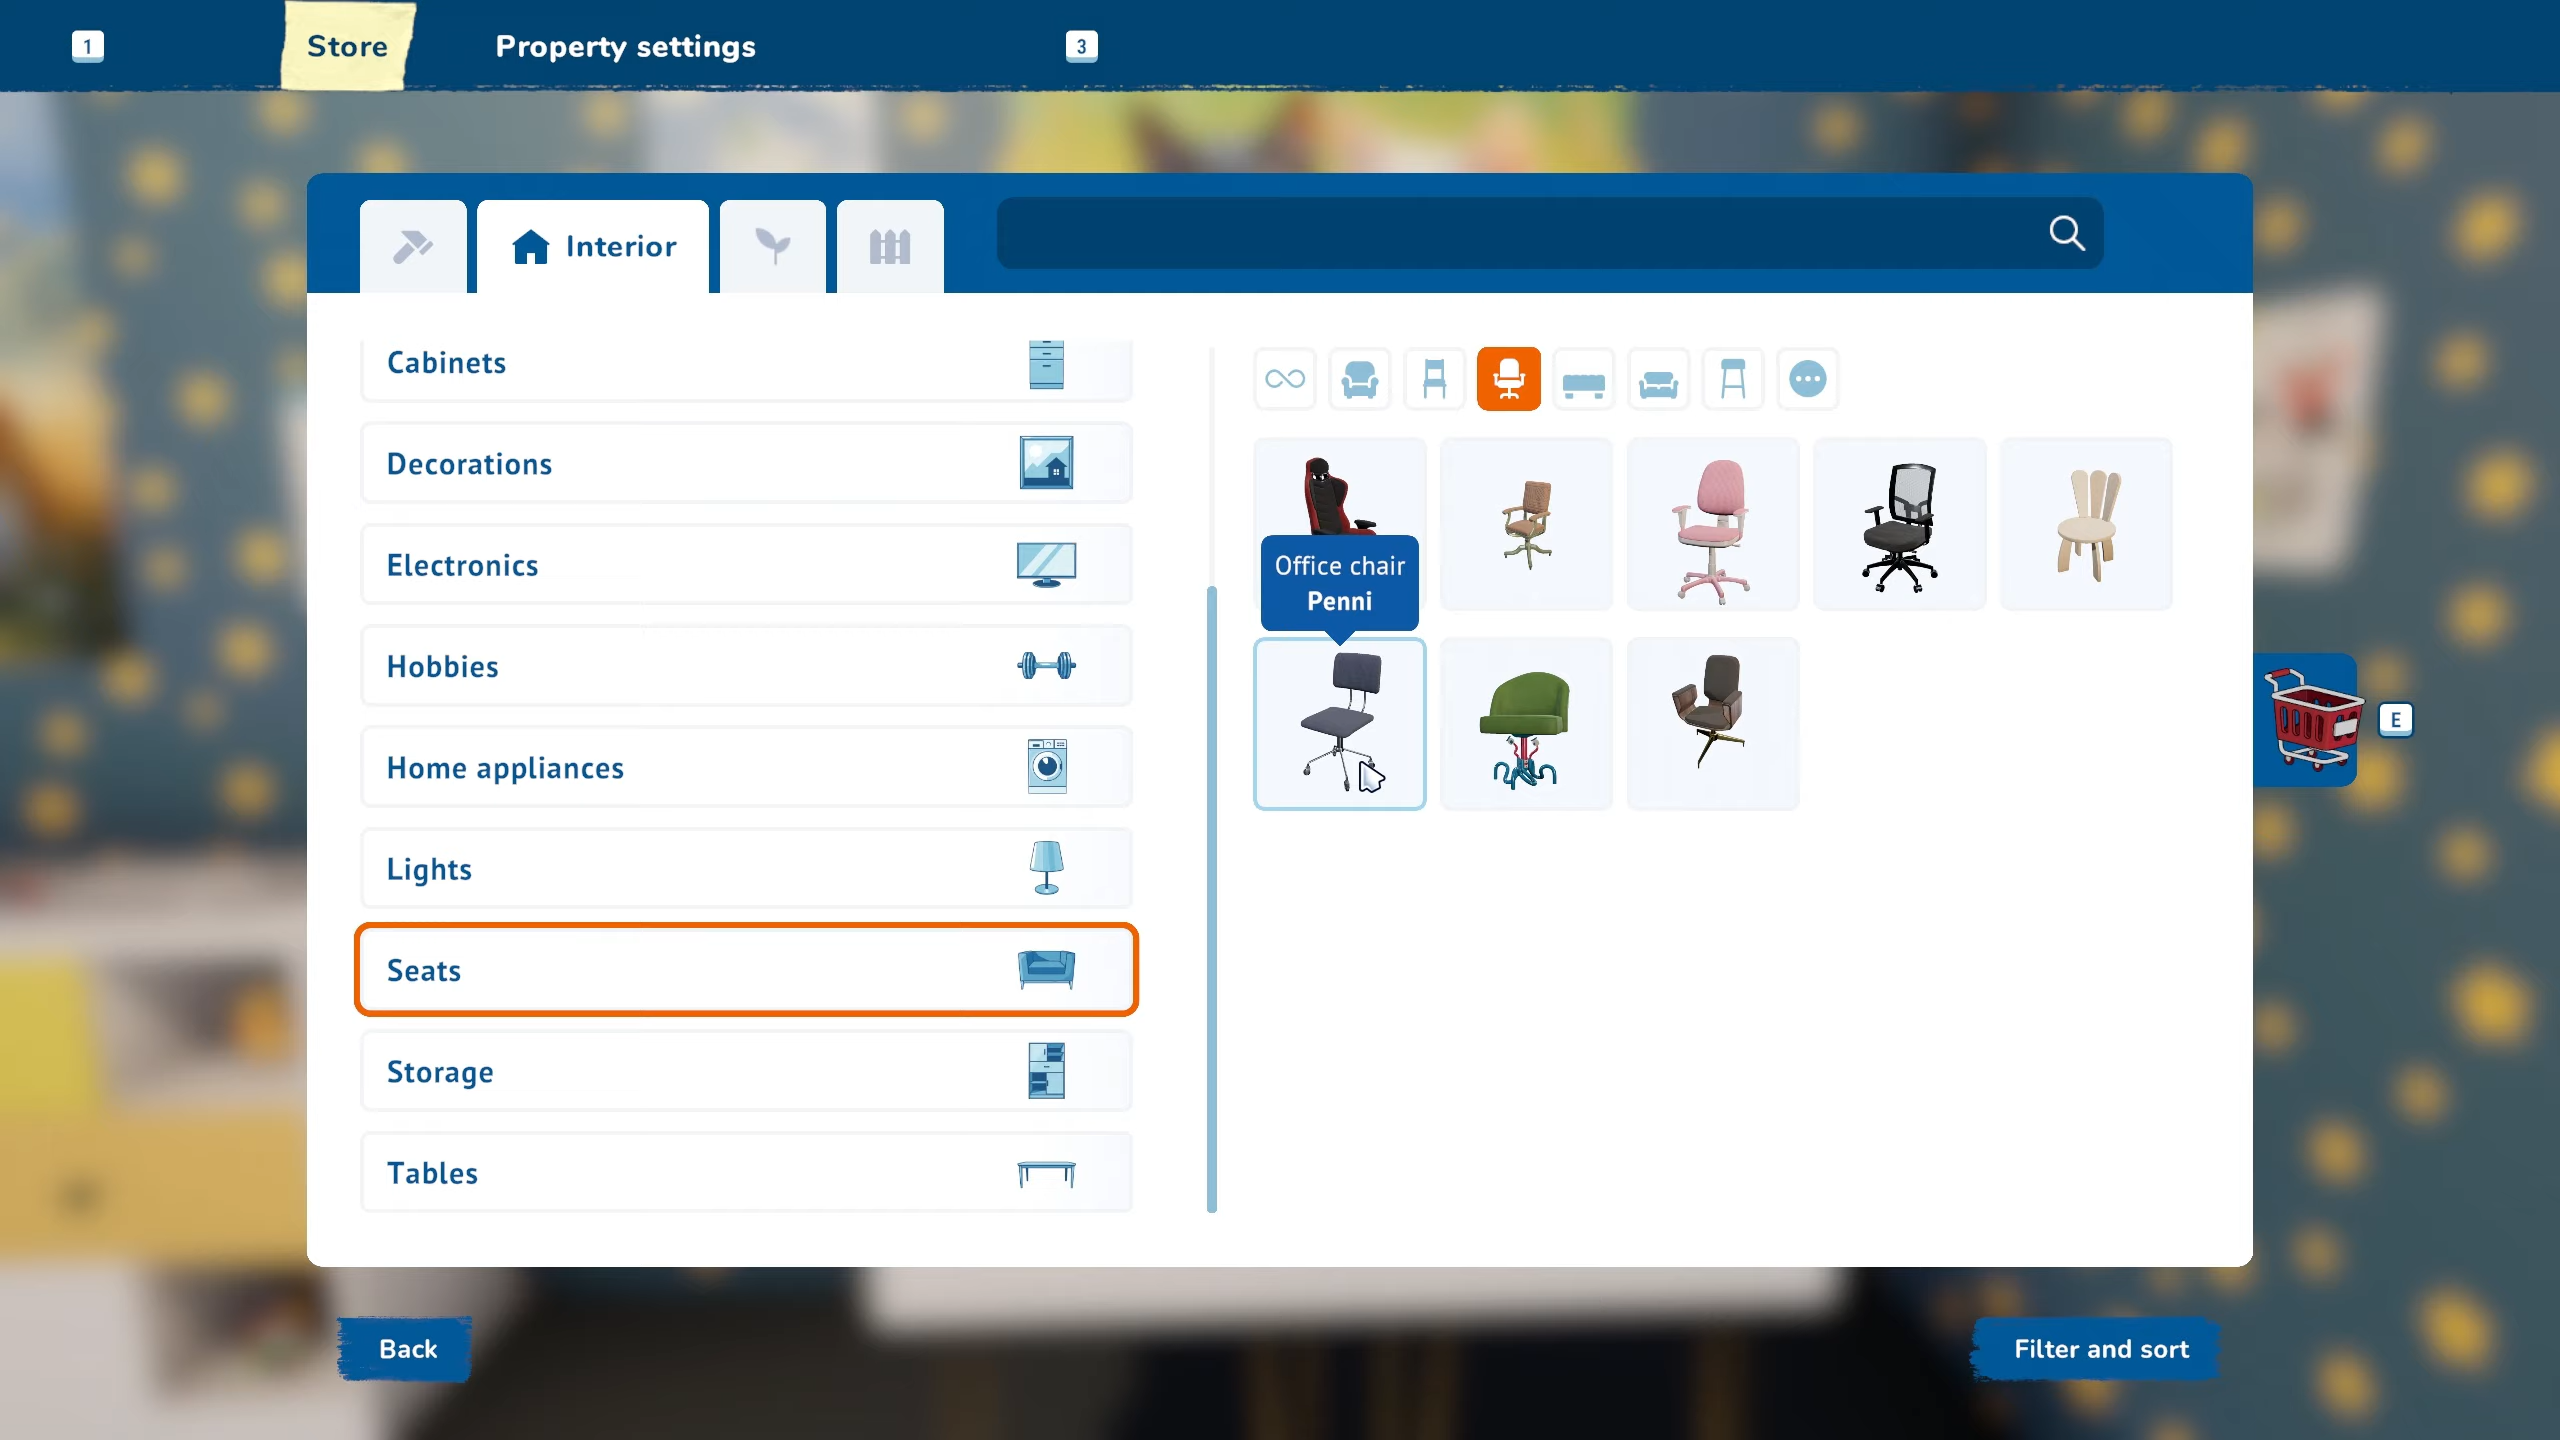 1
Store
Property settings
3
Interior
Cabinets
Decorations
Electronics
Hobbies
Home appliances
Lights
Seats
Storage
Tables
Office chair
Penni
E
Back
Filter and sort